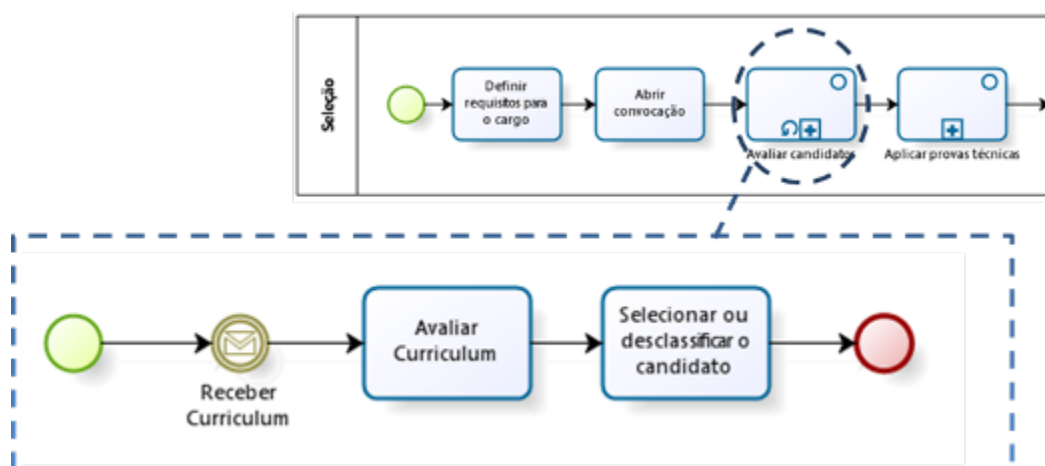 Seleção
Definir
requisitos para
o cargo
Abrir
convocação
Avaliar candidatos
Aplicar provas técnicas
Receber
Curriculum
Avaliar
Curriculum
Selecionar ou
desclassificar o
candidato